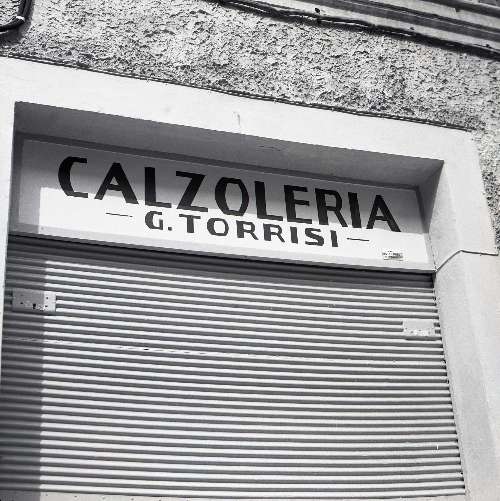 CALZOLERIA
— G. TORRISI —